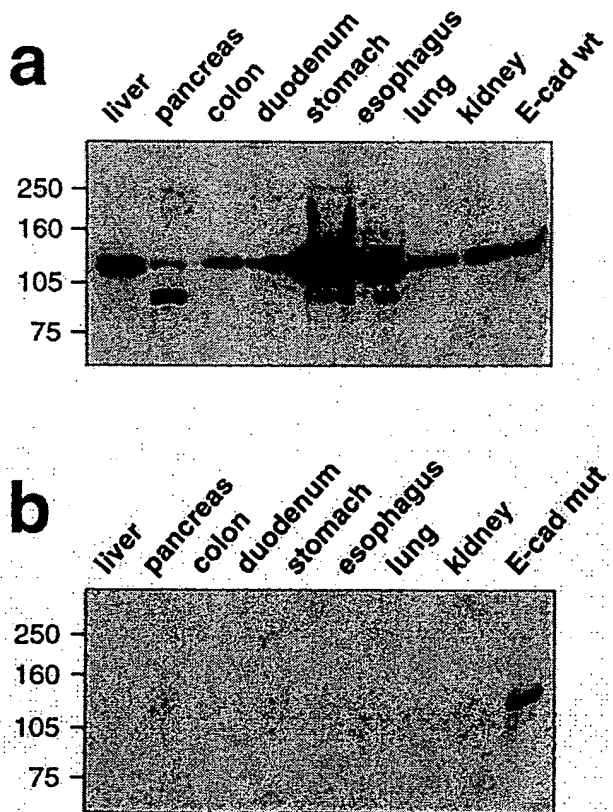 a
liver pancreas colon duodenum stomach esophagus lung kidney E-cad wt
250
160
105
75
b
liver pancreas colon duodenum stomach esophagus lung kidney E-cad mut
250
160
105
75